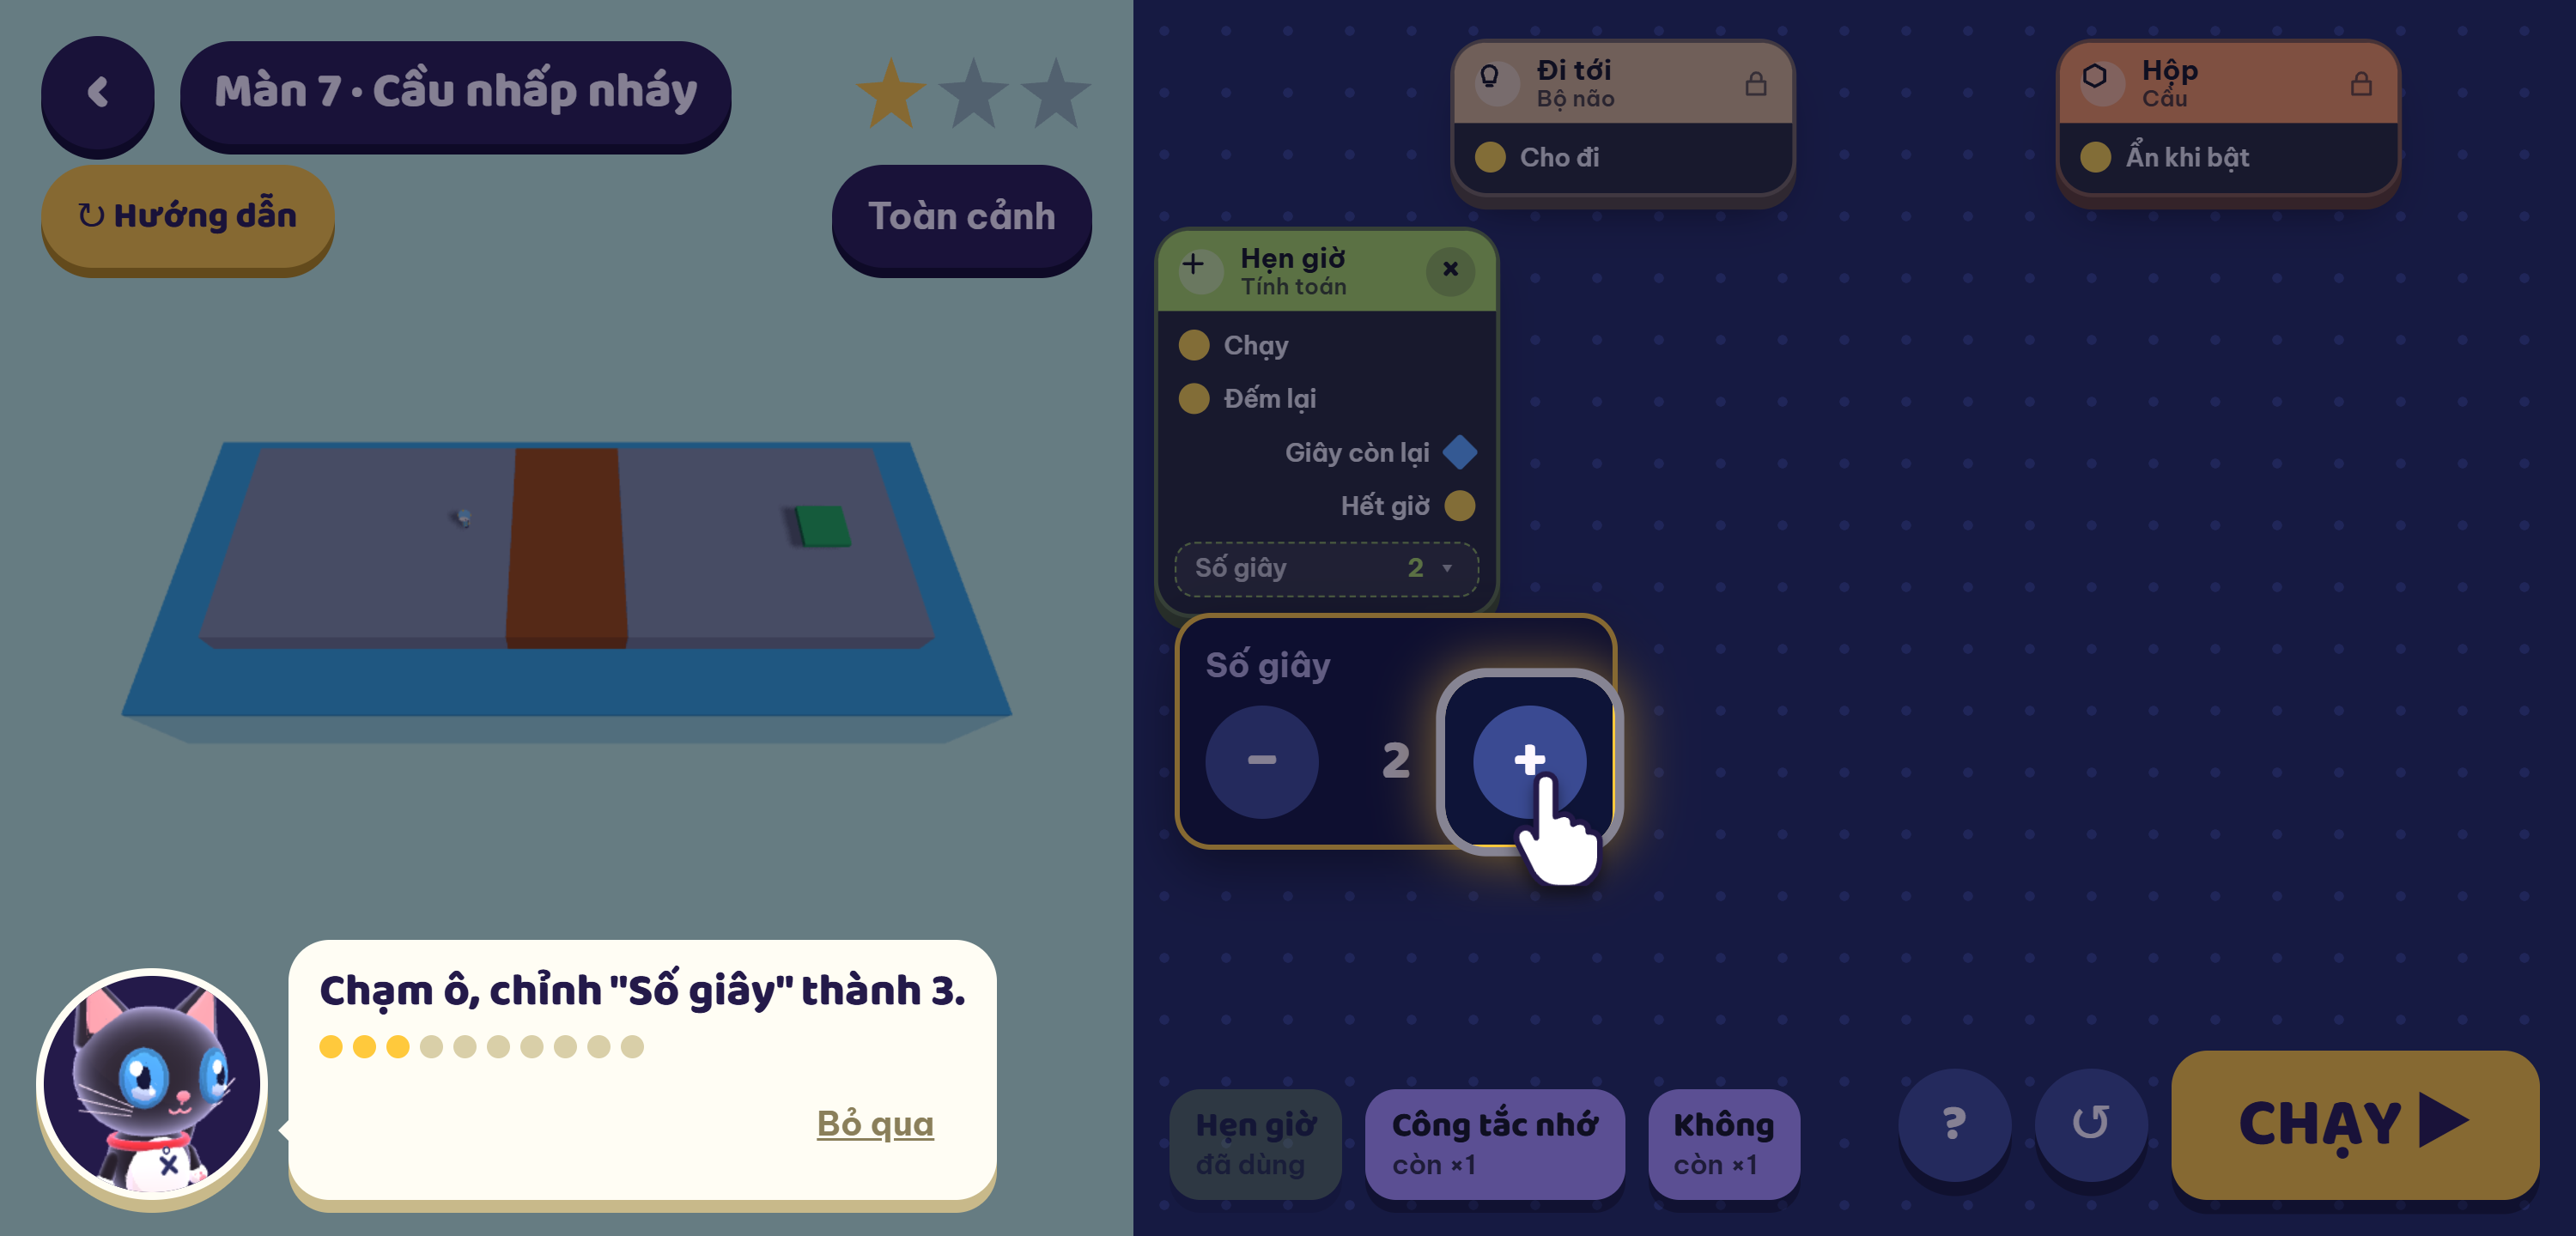 Màn 7 • Cầu nhấp nháy
Hướng dẫn
Toàn cảnh
Chạm ô, chỉnh "Số giây" thành 3.
Bỏ qua
Đi tới
Bộ não
Cho đi
Hộp
Cầu
Ẩn khi bật
Hẹn giờ
Tính toán
Chạy
Đếm lại
Giây còn lại
Hết giờ
Số giây 2
Số giây
− 2 +
Hẹn giờ
đã dùng
Công tắc nhớ
còn ×1
Không
còn ×1
?
CHẠY